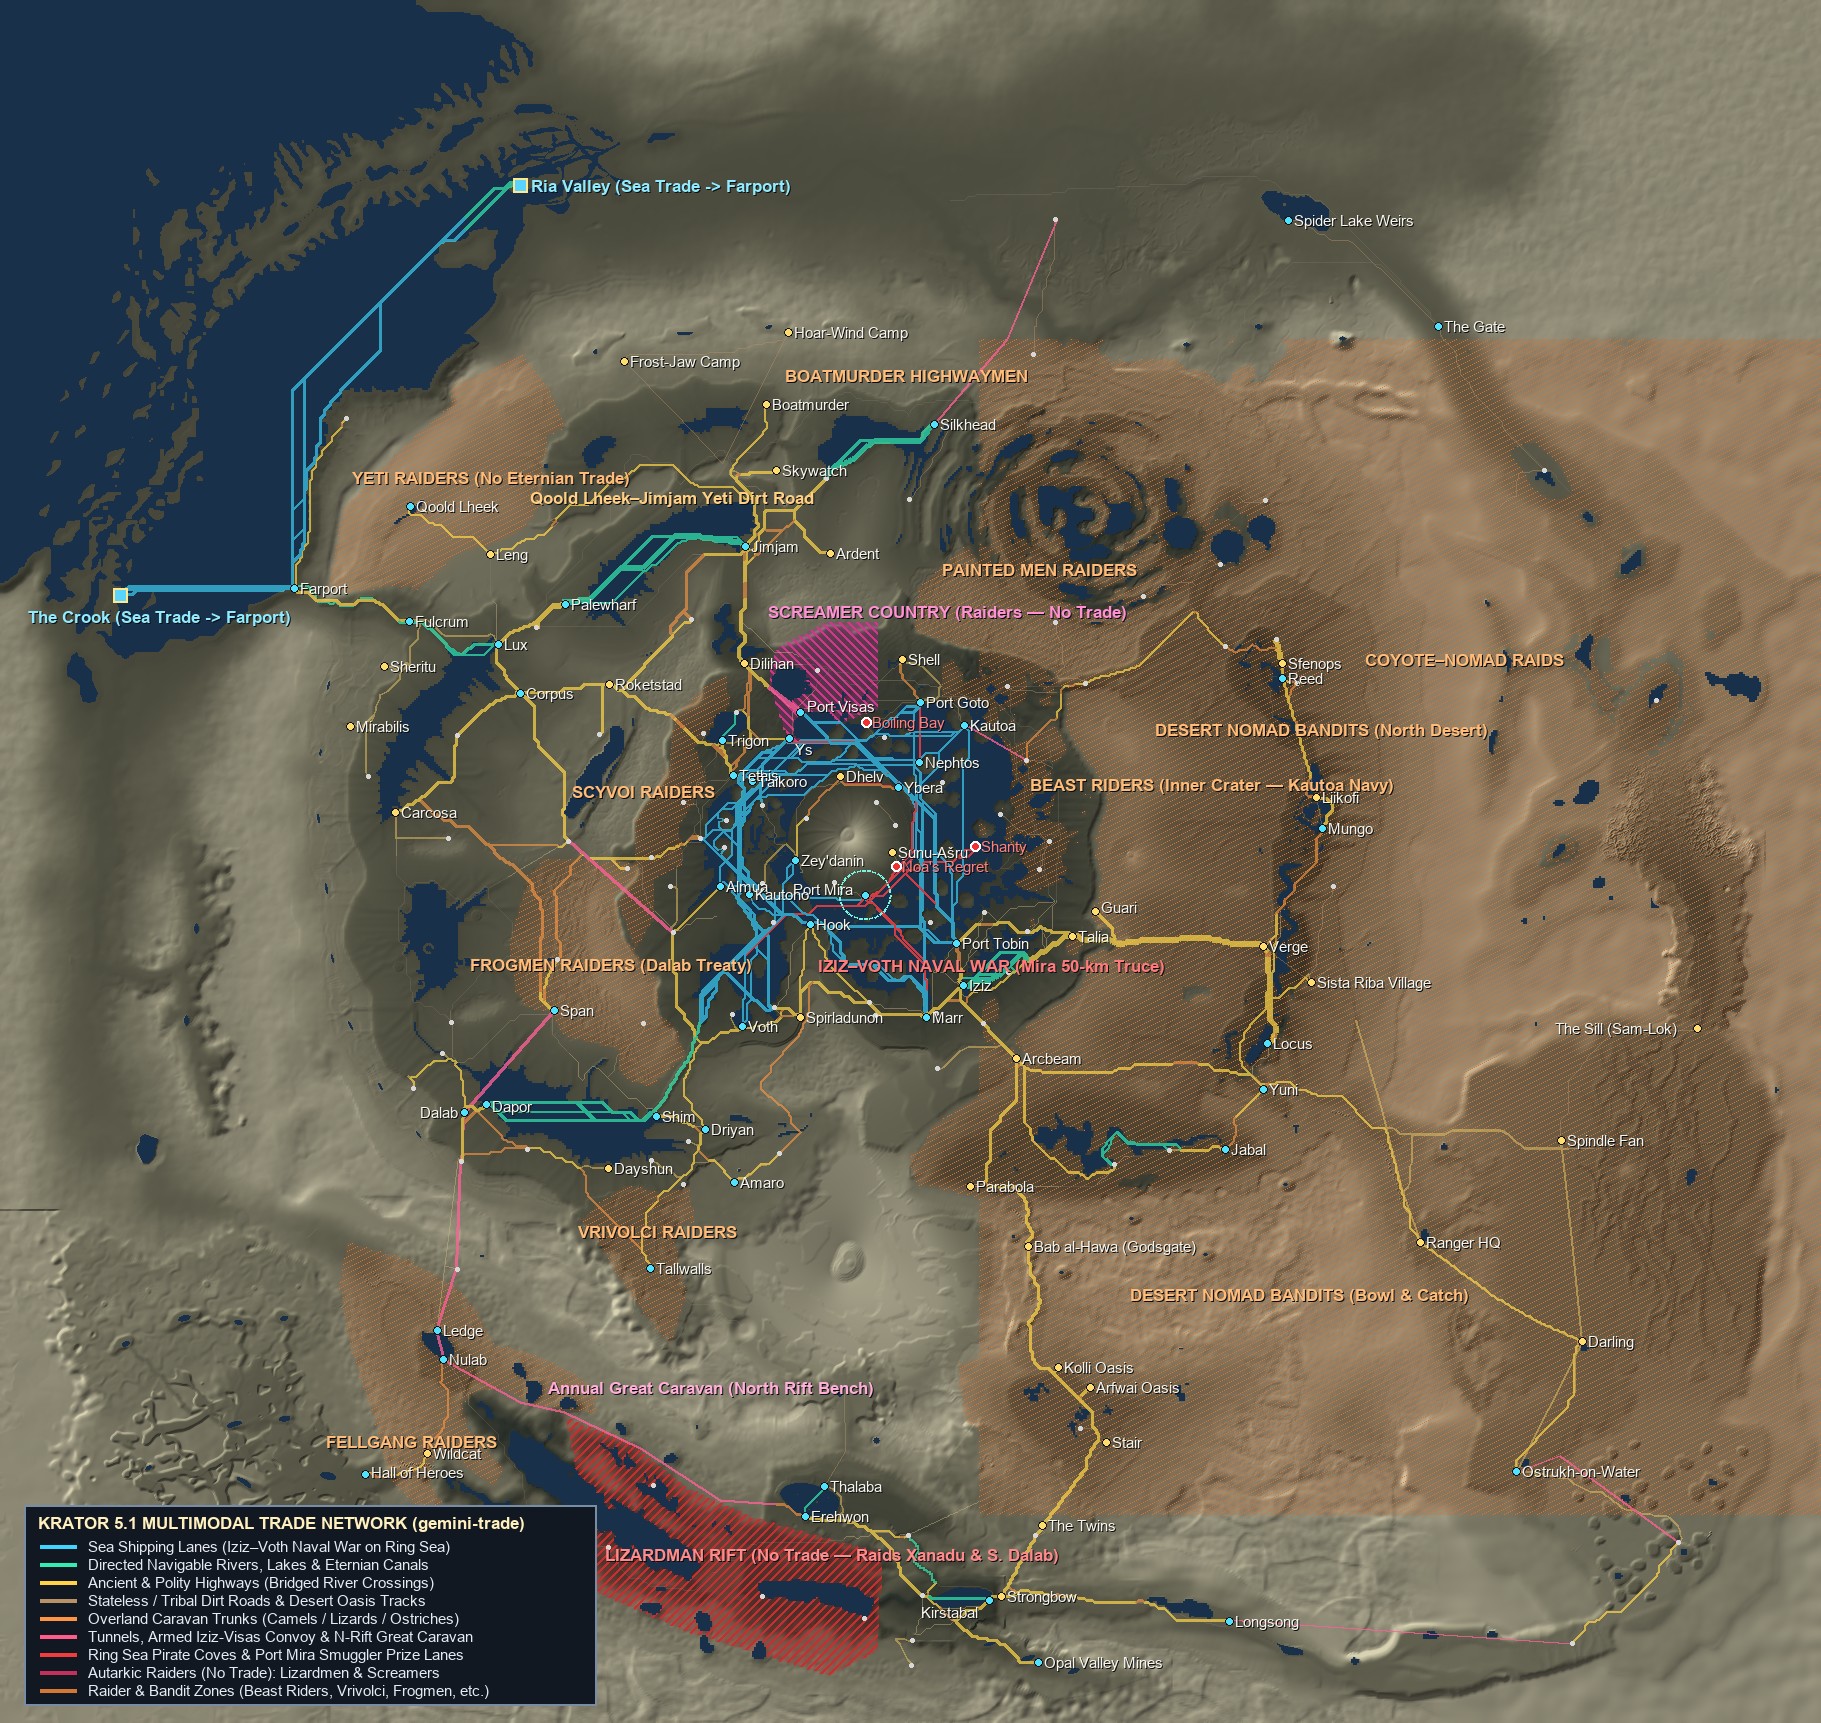 Ria Valley (Sea Trade -> Farport)
Spider Lake Weirs
The Gate
Hoar-Wind Camp
Frost-Jaw Camp
BOATMURDER HIGHWAYMEN
Boatmurder
Silkhead
Skywatch
YETI RAIDERS (No Eternian Trade)
Qoold Lheek–Jimjam Yeti Dirt Road
Qoold Lheek
Leng
Jimjam
Ardent
PAINTED MEN RAIDERS
Farport
The Crook (Sea Trade -> Farport)
Palewharf
SCREAMER COUNTRY (Raiders — No Trade)
Fulcrum
Lux
Sheritu
Dilihan
Shell
Sfenops
COYOTE–NOMAD RAIDS
Reed
Corpus
Roketstad
Port Visas
Port Goto
Boiling Bay
Kautoa
Mirabilis
Trigon
Ys
DESERT NOMAD BANDITS (North Desert)
Nephtos
Tethis
Taikoro
Dhelv
Ybera
BEAST RIDERS (Inner Crater — Kautoa Navy)
SCYVOI RAIDERS
Liikofi
Carcosa
Mungo
Zey'danin
Sunu-Ašru
Shanty
Noa's Regret
Almua
Kautoho
Port Mira
Guari
Hook
Talia
Port Tobin
Verge
FROGMEN RAIDERS (Dalab Treaty)
IZIZ–VOTH NAVAL WAR (Mira 50-km Truce)
Iziz
Sista Riba Village
Span
Voth
Spirladunon
Marr
The Sill (Sam-Lok)
Locus
Arcbeam
Yuni
Dalab
Dapor
Shim
Driyan
Jabal
Spindle Fan
Dayshun
Amaro
Parabola
VRIVOLCI RAIDERS
Bab al-Hawa (Godsgate)
Ranger HQ
Tallwalls
DESERT NOMAD BANDITS (Bowl & Catch)
Ledge
Darling
Nulab
Kolli Oasis
Annual Great Caravan (North Rift Bench)
Arfwai Oasis
FELLGANG RAIDERS
Wildcat
Stair
Hall of Heroes
Ostrukh-on-Water
Thalaba
Erehwon
The Twins
LIZARDMAN RIFT (No Trade — Raids Xanadu & S. Dalab)
Strongbow
Kirstabal
Longsong
Opal Valley Mines
KRATOR 5.1 MULTIMODAL TRADE NETWORK (gemini-trade)
Sea Shipping Lanes (Iziz–Voth Naval War on Ring Sea)
Directed Navigable Rivers, Lakes & Eternian Canals
Ancient & Polity Highways (Bridged River Crossings)
Stateless / Tribal Dirt Roads & Desert Oasis Tracks
Overland Caravan Trunks (Camels / Lizards / Ostriches)
Tunnels, Armed Iziz-Visas Convoy & N-Rift Great Caravan
Ring Sea Pirate Coves & Port Mira Smuggler Prize Lanes
Autarkic Raiders (No Trade): Lizardmen & Screamers
Raider & Bandit Zones (Beast Riders, Vrivolci, Frogmen, etc.)